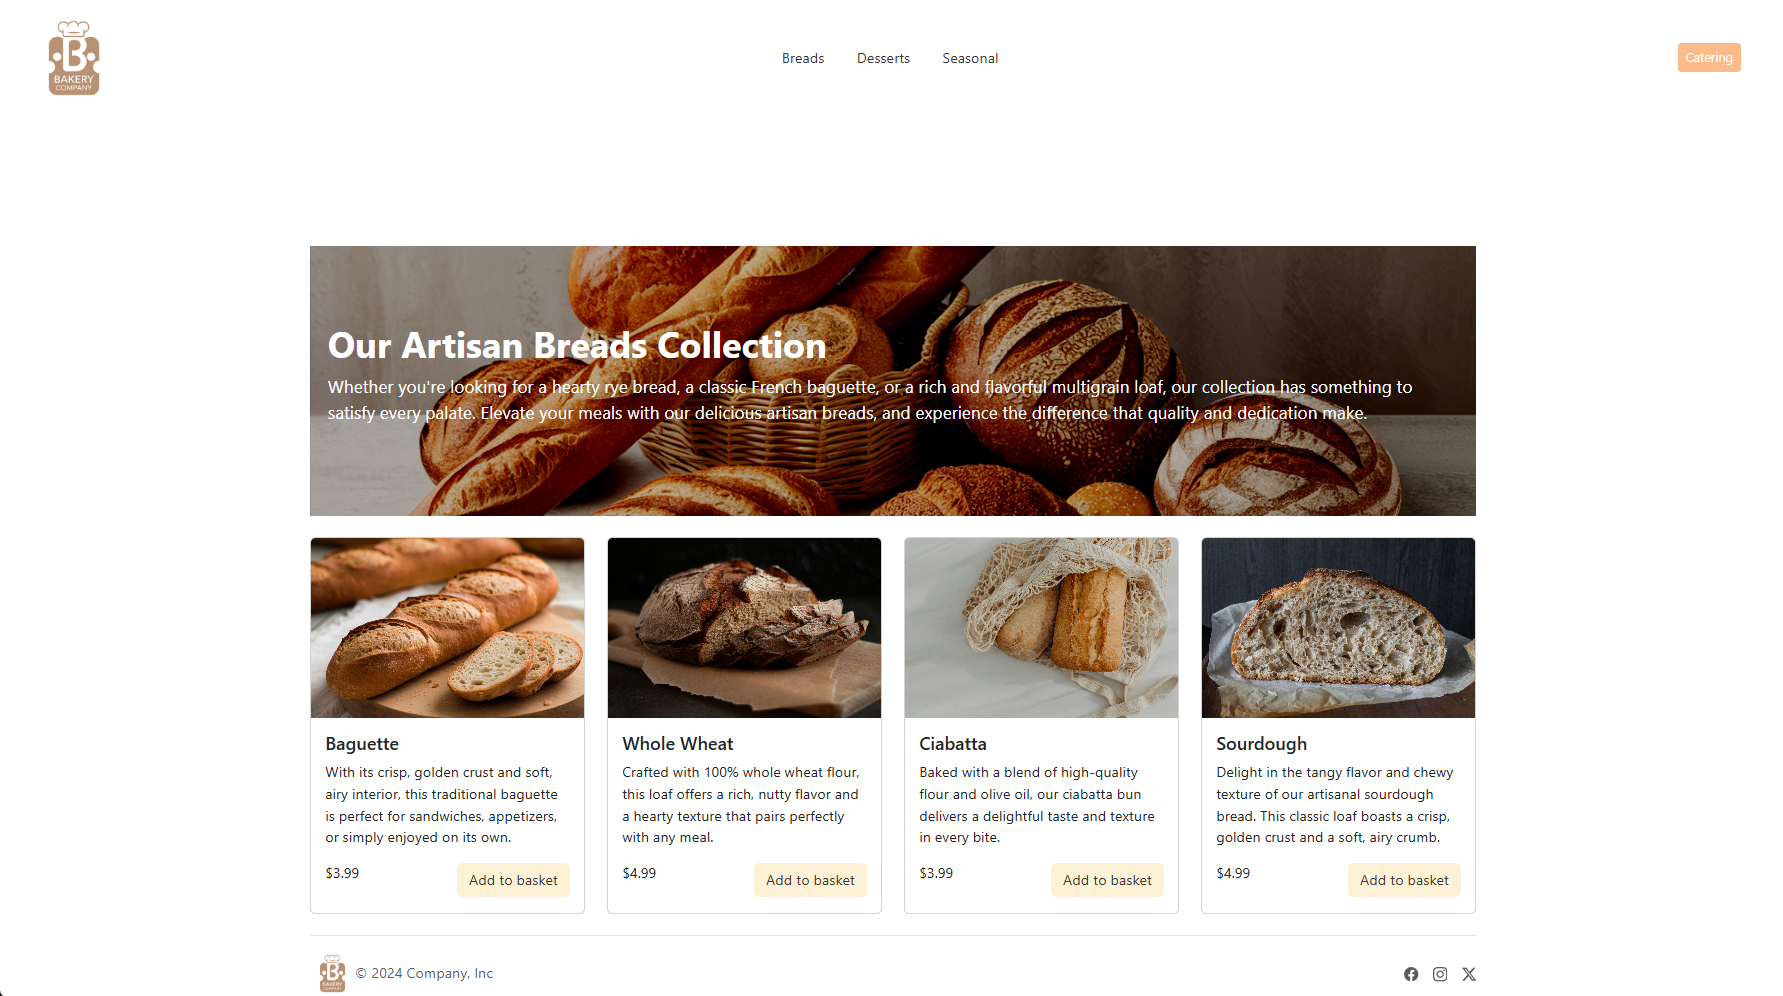 B
BAKERY
COMPANY
Breads
Desserts
Seasonal
Catering
Our Artisan Breads Collection
Whether you're looking for a hearty rye bread, a classic French baguette, or a rich and flavorful multigrain loaf, our collection has something to
satisfy every palate. Elevate your meals with our delicious artisan breads, and experience the difference that quality and dedication make.
Baguette
With its crisp, golden crust and soft,
airy interior, this traditional baguette
is perfect for sandwiches, appetizers,
or simply enjoyed on its own.
$3.99
Add to basket
Whole Wheat
Crafted with 100% whole wheat flour,
this loaf offers a rich, nutty flavor and
a hearty texture that pairs perfectly
with any meal.
$4.99
Add to basket
Ciabatta
Baked with a blend of high-quality
flour and olive oil, our ciabatta bun
delivers a delightful taste and texture
in every bite.
$3.99
Add to basket
Sourdough
Delight in the tangy flavor and chewy
texture of our artisanal sourdough
bread. This classic loaf boasts a crisp,
golden crust and a soft, airy crumb.
$4.99
Add to basket
B
BAKERY
COMPANY
© 2024 Company, Inc